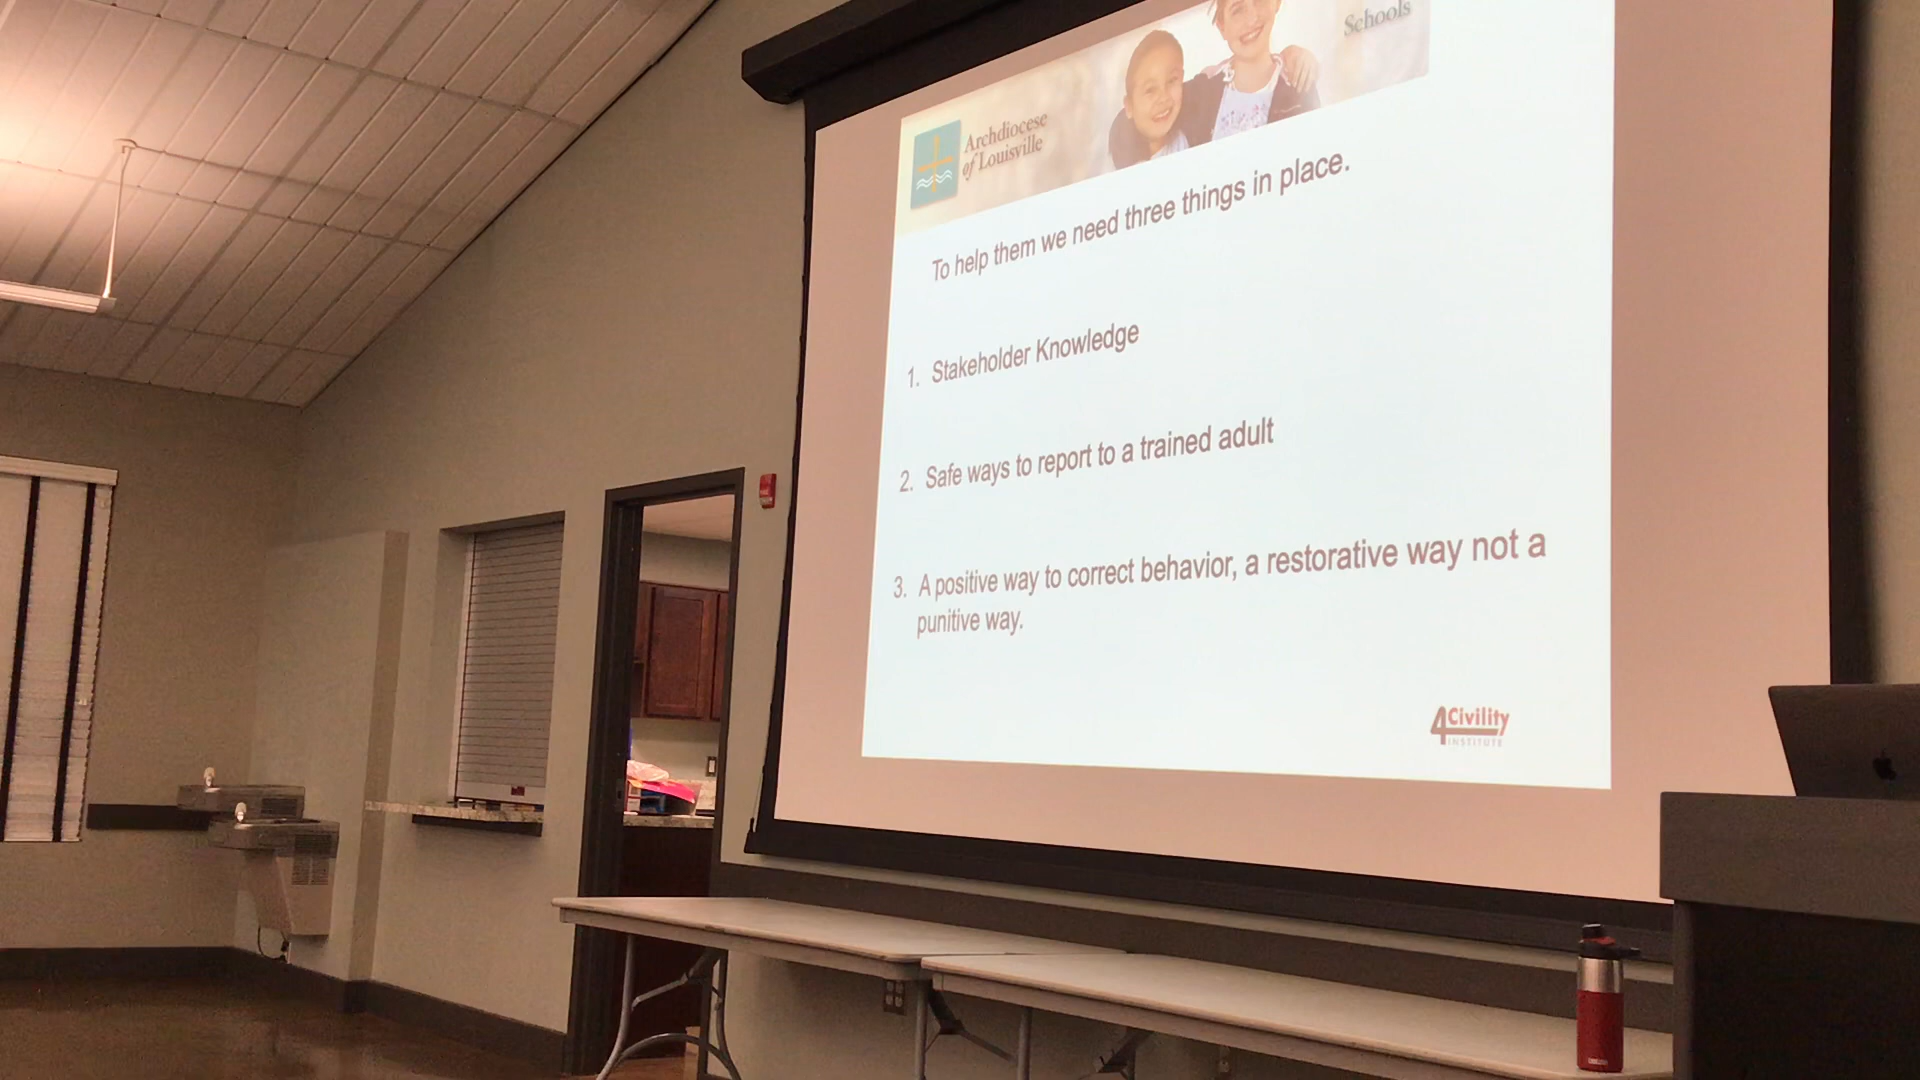 Schools
Archdiocese
of Louisville
To help them we need three things in place.
1. Stakeholder Knowledge
2. Safe ways to report to a trained adult
3. A positive way to correct behavior, a restorative way not a
punitive way.
4Civility
INSTITUTE